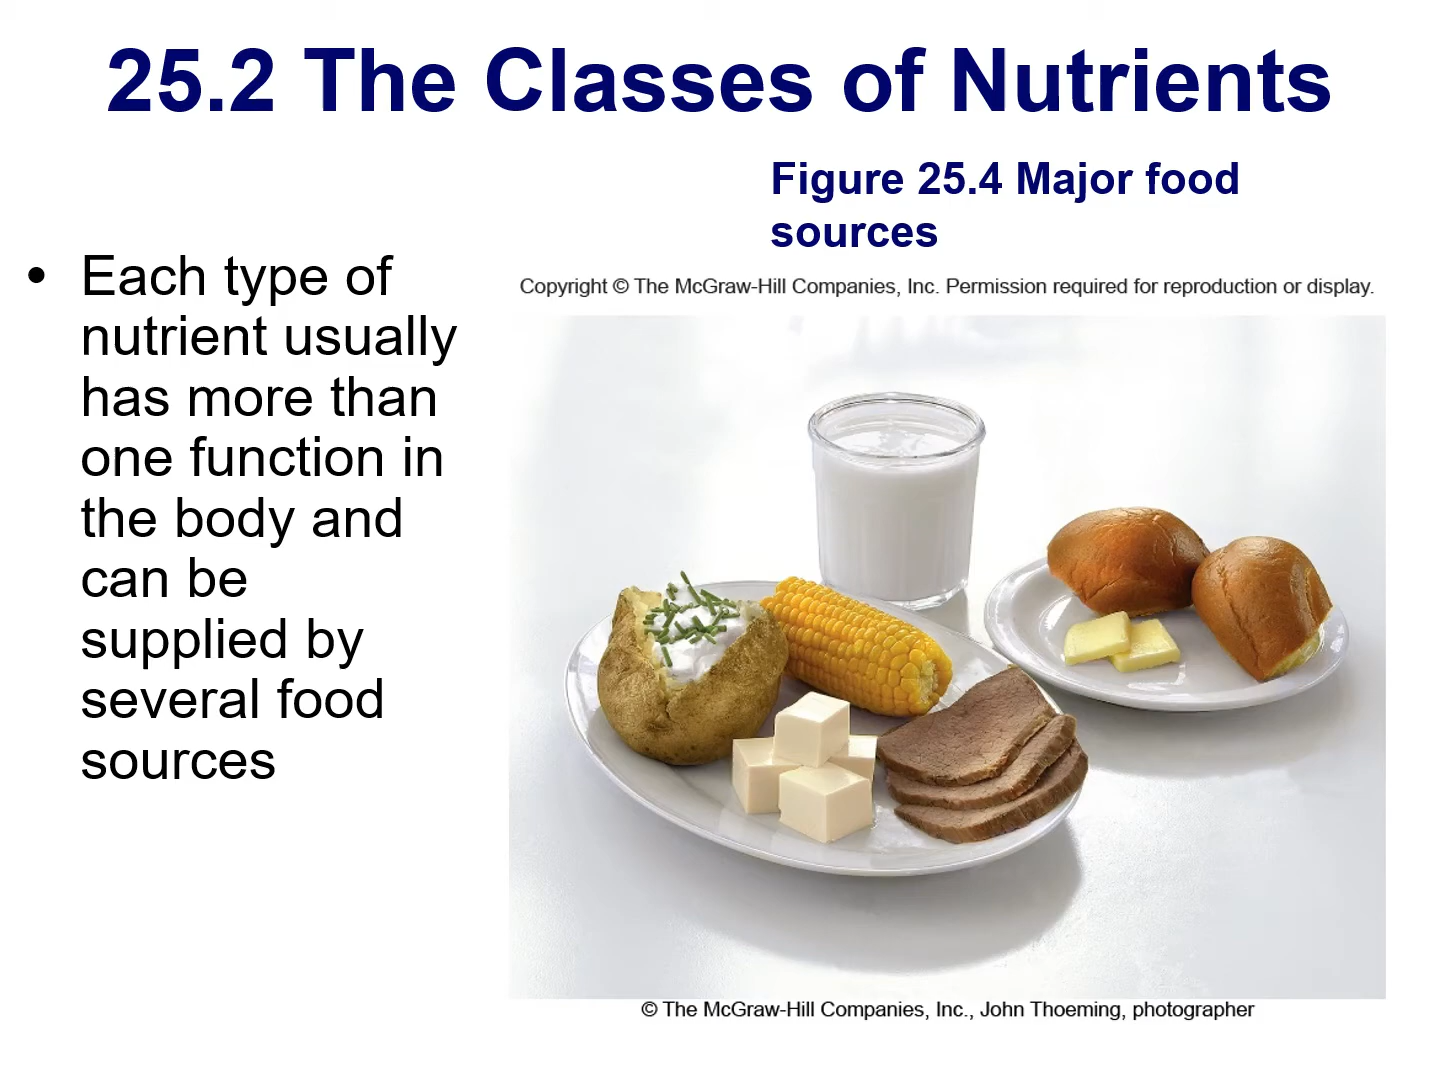 25.2 The Classes of Nutrients
Figure 25.4 Major food
sources
• Each type of
nutrient usually
has more than
one function in
the body and
can be
supplied by
several food
sources
Copyright © The McGraw-Hill Companies, Inc. Permission required for reproduction or display.
© The McGraw-Hill Companies, Inc., John Thoeming, photographer